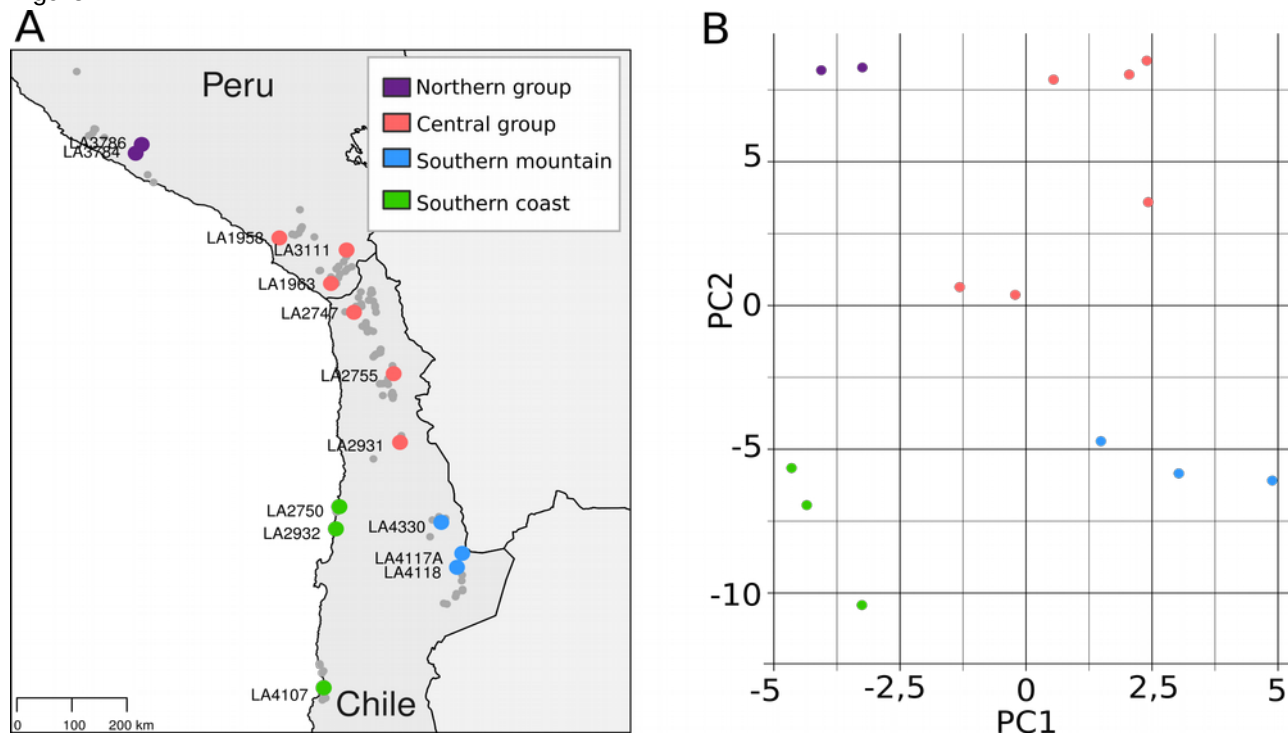 A
Peru
Northern group
Central group
Southern mountain
Southern coast
LA3786
LA3784
LA1958
LA3111
LA1963
LA2747
LA2755
LA2931
LA2750
LA2932
LA4330
LA4117A
LA4118
LA4107
Chile
0 100 200 km
B
PC2
5
0
-5
-10
-5 -2,5 0 2,5 5
PC1